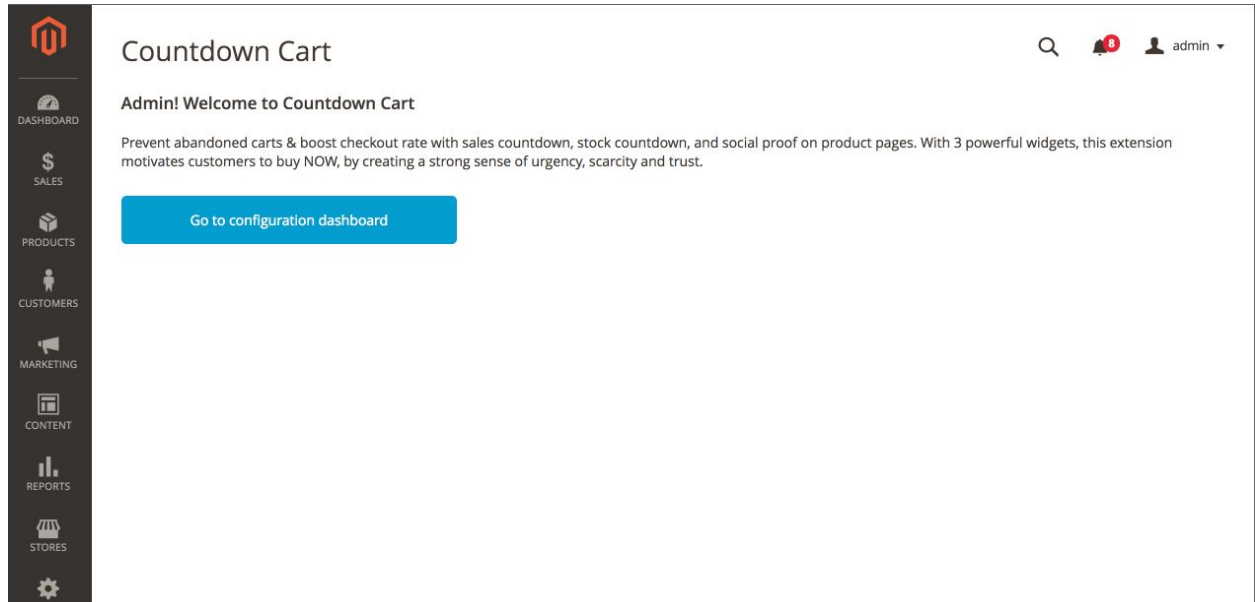 Countdown Cart
8
admin
Admin! Welcome to Countdown Cart
Prevent abandoned carts & boost checkout rate with sales countdown, stock countdown, and social proof on product pages. With 3 powerful widgets, this extension
motivates customers to buy NOW, by creating a strong sense of urgency, scarcity and trust.
Go to configuration dashboard
DASHBOARD
$
SALES
PRODUCTS
CUSTOMERS
MARKETING
CONTENT
REPORTS
STORES